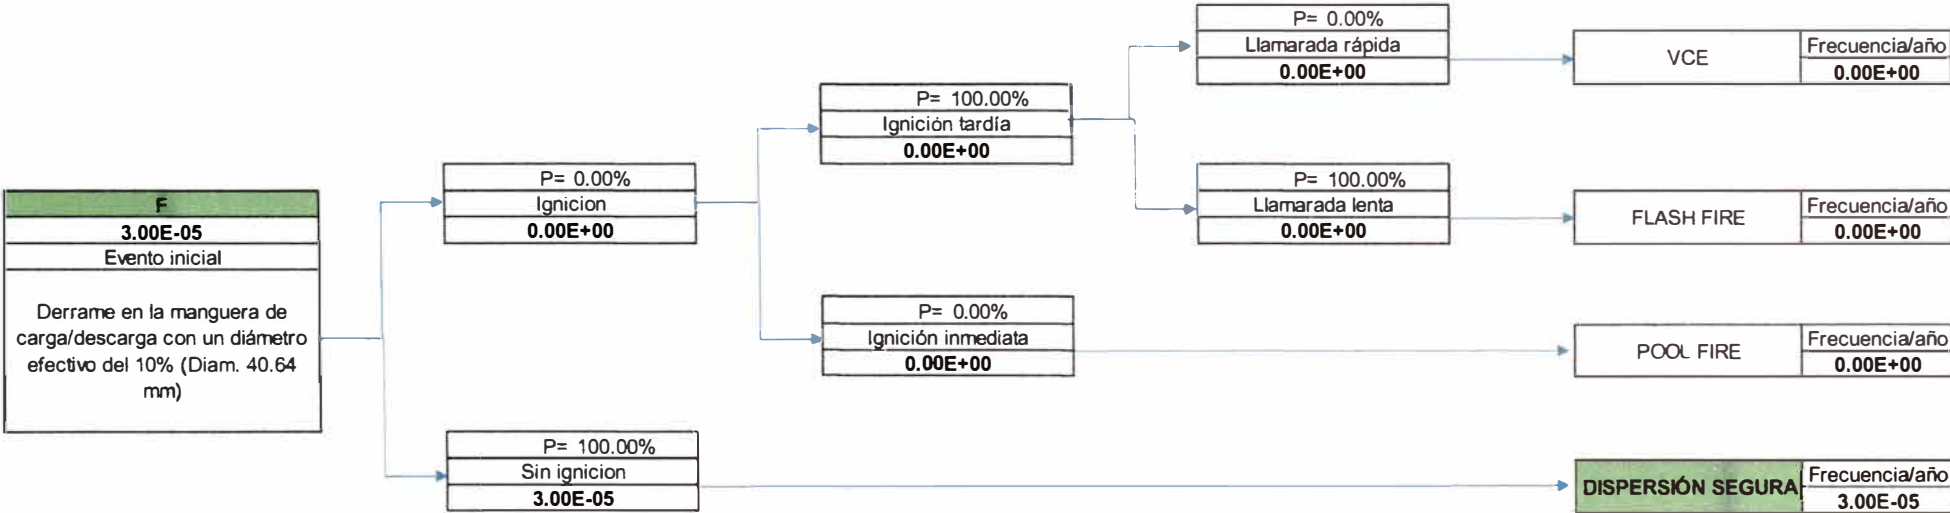 F
3.00E-05
Evento inicial
Derrame en la manguera de
carga/descarga con un diámetro
efectivo del 10% (Diam. 40.64
mm)
P= 0.00%
Ignicion
0.00E+00
P= 100.00%
Sin ignicion
3.00E-05
P= 100.00%
Ignición tardía
0.00E+00
P= 0.00%
Ignición inmediata
0.00E+00
P= 0.00%
Llamarada rápida
0.00E+00
P= 100.00%
Llamarada lenta
0.00E+00
VCE
Frecuencia/año
0.00E+00
FLASH FIRE
Frecuencia/año
0.00E+00
POOL FIRE
Frecuencia/año
0.00E+00
DISPERSIÓN SEGURA
Frecuencia/año
3.00E-05